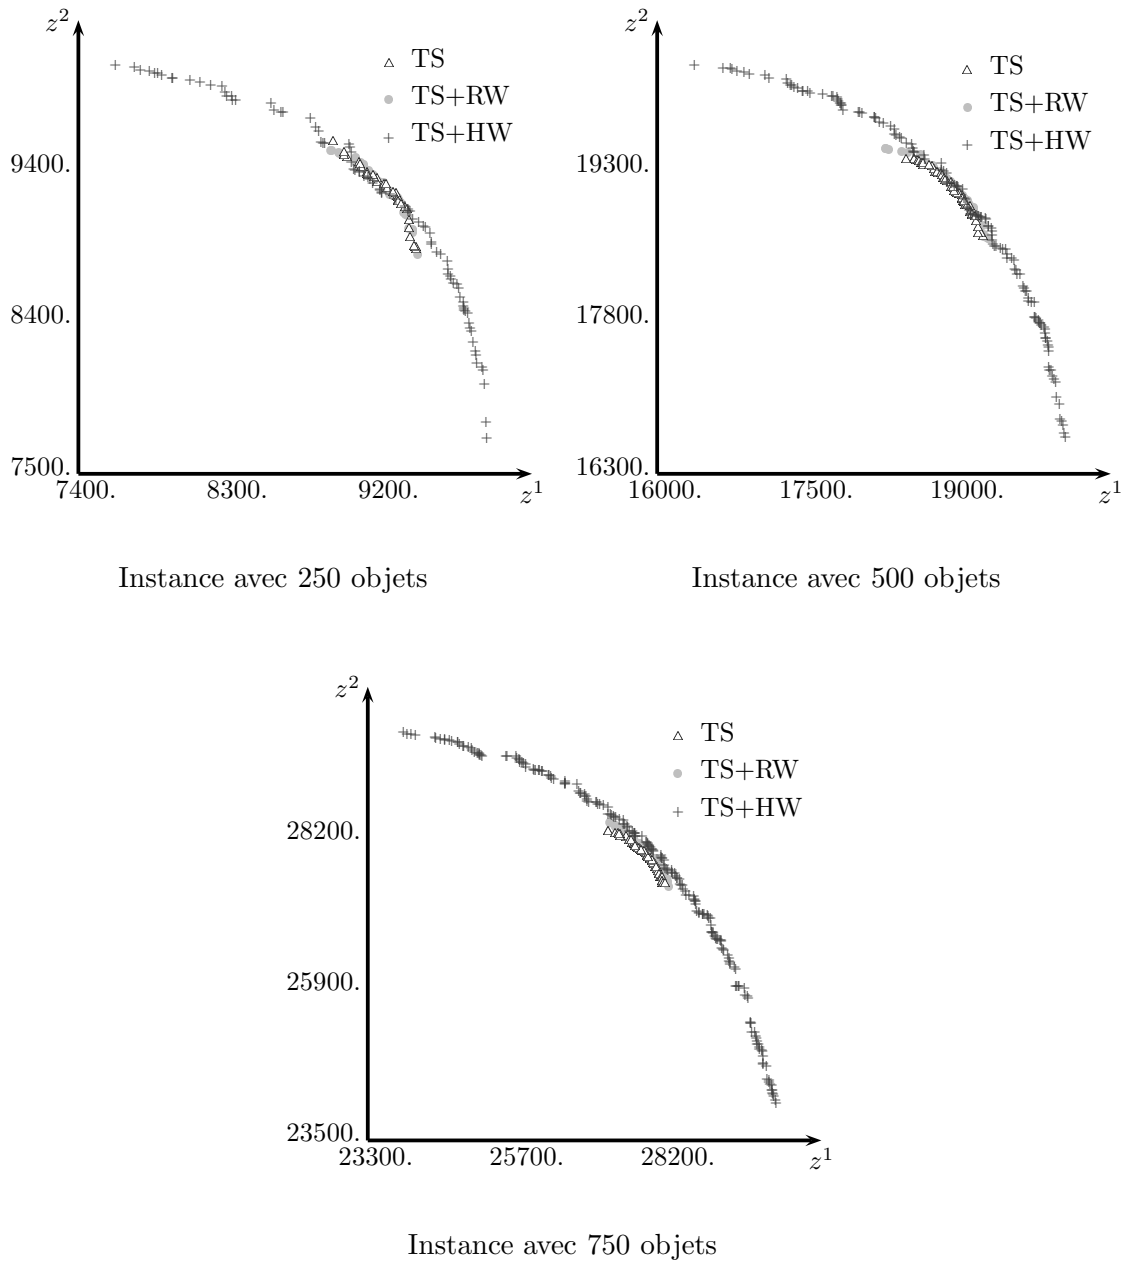 z²
TS
TS+RW
TS+HW
9400.
8400.
7500.
7400. 8300. 9200. z¹
Instance avec 250 objets
z²
TS
TS+RW
TS+HW
19300.
17800.
16300.
16000. 17500. 19000. z¹
Instance avec 500 objets
z²
TS
TS+RW
TS+HW
28200.
25900.
23500.
23300. 25700. 28200. z¹
Instance avec 750 objets